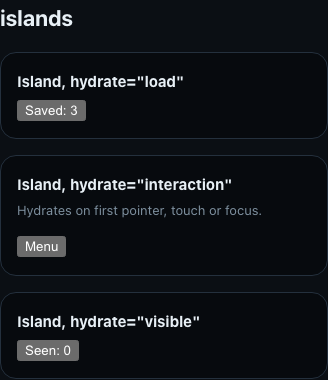 islands
Island, hydrate="load"
Saved: 3
Island, hydrate="interaction"
Hydrates on first pointer, touch or focus.
Menu
Island, hydrate="visible"
Seen: 0